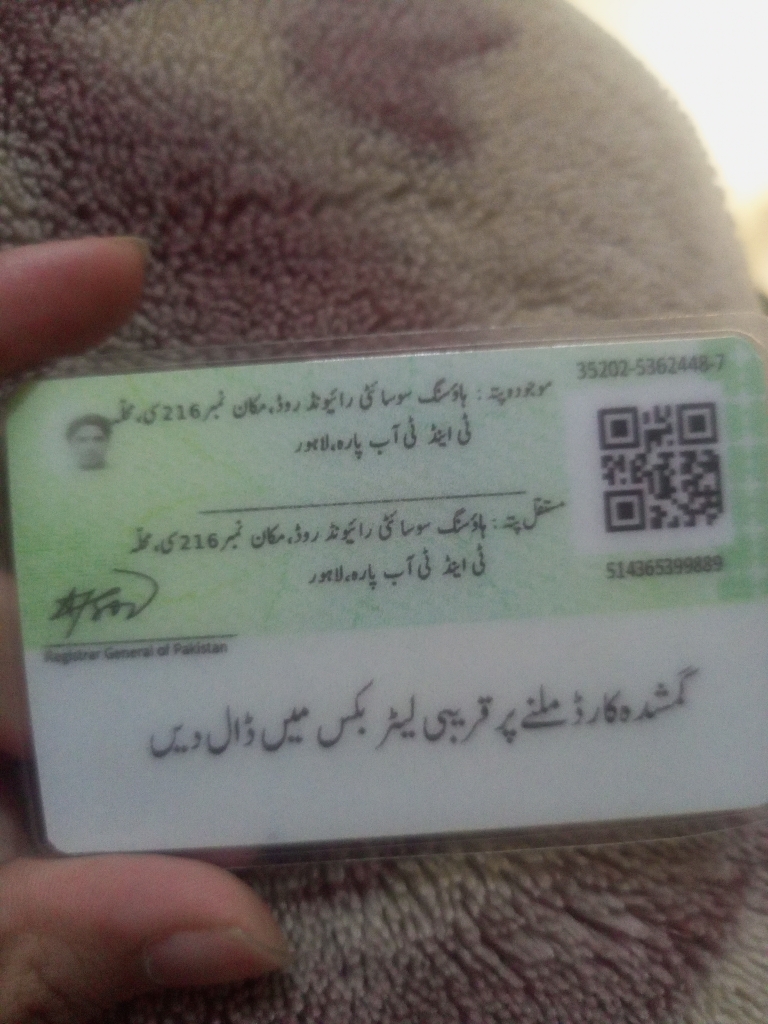 35202-5362448-7
موجودہ پتہ : ہاؤسنگ سوسائٹی رائیونڈ روڈ، مکان نمبر 216 سی، محلہ
ٹی اینڈ ٹی آب پارہ، لاہور
مستقل پتہ : ہاؤسنگ سوسائٹی رائیونڈ روڈ، مکان نمبر 216 سی، محلہ
ٹی اینڈ ٹی آب پارہ، لاہور
514365399889
Registrar General of Pakistan
گمشدہ کارڈ ملنے پر قریبی لیٹر بکس میں ڈال دیں